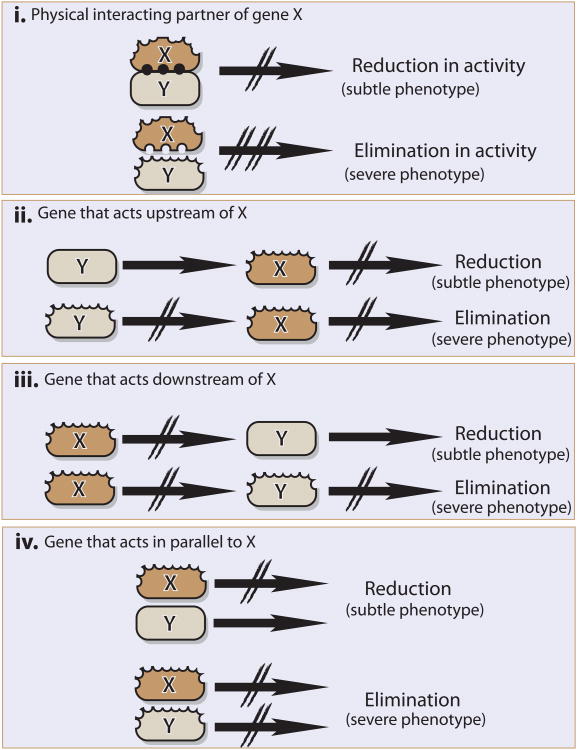 i. Physical interacting partner of gene X
X
Y
Reduction in activity
(subtle phenotype)
X
Y
Elimination in activity
(severe phenotype)
ii. Gene that acts upstream of X
Y
X
Reduction
(subtle phenotype)
Y
X
Elimination
(severe phenotype)
iii. Gene that acts downstream of X
X
Y
Reduction
(subtle phenotype)
X
Y
Elimination
(severe phenotype)
iv. Gene that acts in parallel to X
X
Y
Reduction
(subtle phenotype)
X
Y
Elimination
(severe phenotype)